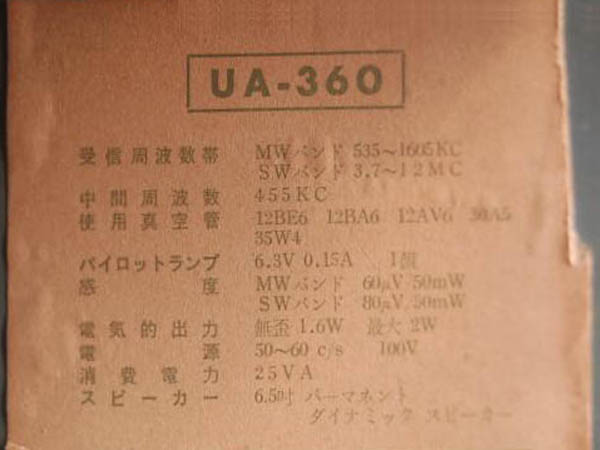 UA-360
受信周波数帯 MWバンド 535～1605KC
SWバンド 3.7～12MC
中間周波数 455KC
使用真空管 12BE6 12BA6 12AV6 30A5
35W4
パイロットランプ 6.3V 0.15A 1個
感度 MWバンド 60μV 50mW
SWバンド 80μV 50mW
電気的出力 無歪 1.6W 最大 2W
電源 50～60 c/s 100V
消費電力 25VA
スピーカー 6.5吋 パーマネント
ダイナミック スピーカー